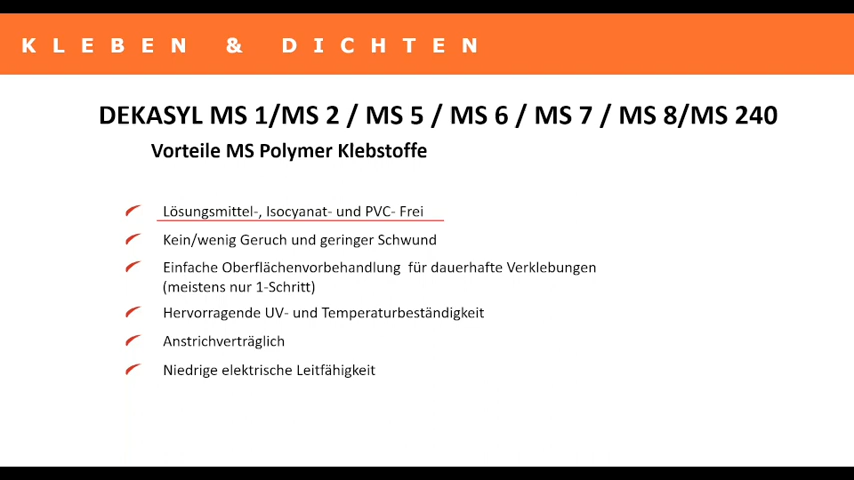 KLEBEN & DICHTEN
DEKASYL MS 1/MS 2 / MS 5 / MS 6 / MS 7 / MS 8/MS 240
Vorteile MS Polymer Klebstoffe
Lösungsmittel-, Isocyanat- und PVC- Frei
Kein/wenig Geruch und geringer Schwund
Einfache Oberflächenvorbehandlung für dauerhafte Verklebungen
(meistens nur 1-Schritt)
Hervorragende UV- und Temperaturbeständigkeit
Anstrichverträglich
Niedrige elektrische Leitfähigkeit